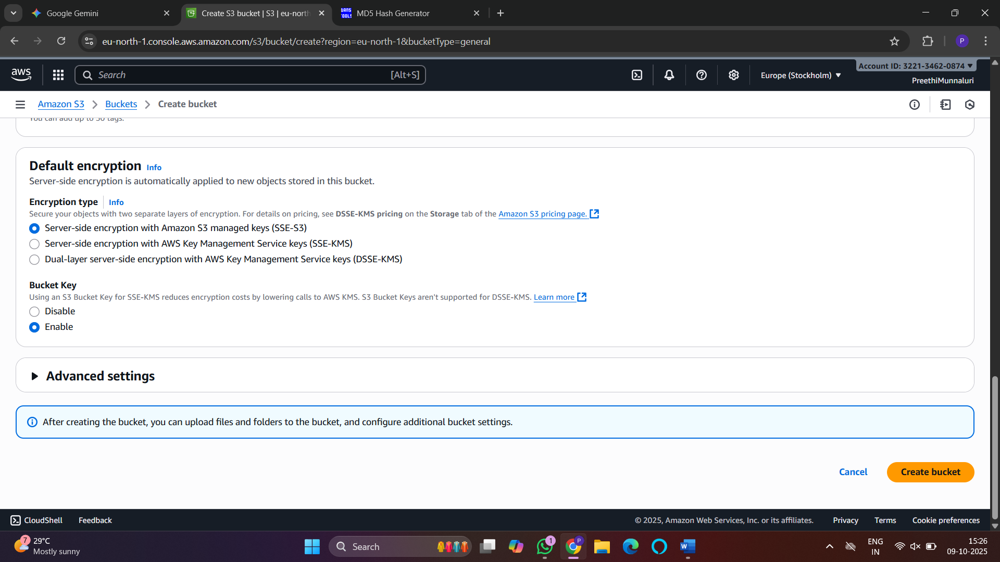 Google Gemini
Create S3 bucket | S3 | eu-north
DANS TOOLS
MD5 Hash Generator
eu-north-1.console.aws.amazon.com/s3/bucket/create?region=eu-north-1&bucketType=general
P
aws
Search
[Alt+S]
Europe (Stockholm)
Account ID: 3221-3462-0874
PreethiMunnaluri
Amazon S3
Buckets
Create bucket
You can add up to 50 tags.
Default encryption Info
Server-side encryption is automatically applied to new objects stored in this bucket.
Encryption type Info
Secure your objects with two separate layers of encryption. For details on pricing, see DSSE-KMS pricing on the Storage tab of the Amazon S3 pricing page.
Server-side encryption with Amazon S3 managed keys (SSE-S3)
Server-side encryption with AWS Key Management Service keys (SSE-KMS)
Dual-layer server-side encryption with AWS Key Management Service keys (DSSE-KMS)
Bucket Key
Using an S3 Bucket Key for SSE-KMS reduces encryption costs by lowering calls to AWS KMS. S3 Bucket Keys aren't supported for DSSE-KMS. Learn more
Disable
Enable
Advanced settings
After creating the bucket, you can upload files and folders to the bucket, and configure additional bucket settings.
Cancel
Create bucket
CloudShell
Feedback
© 2025, Amazon Web Services, Inc. or its affiliates.
Privacy
Terms
Cookie preferences
7
29°C
Mostly sunny
Search
1
P
W
ENG
IN
15:26
09-10-2025